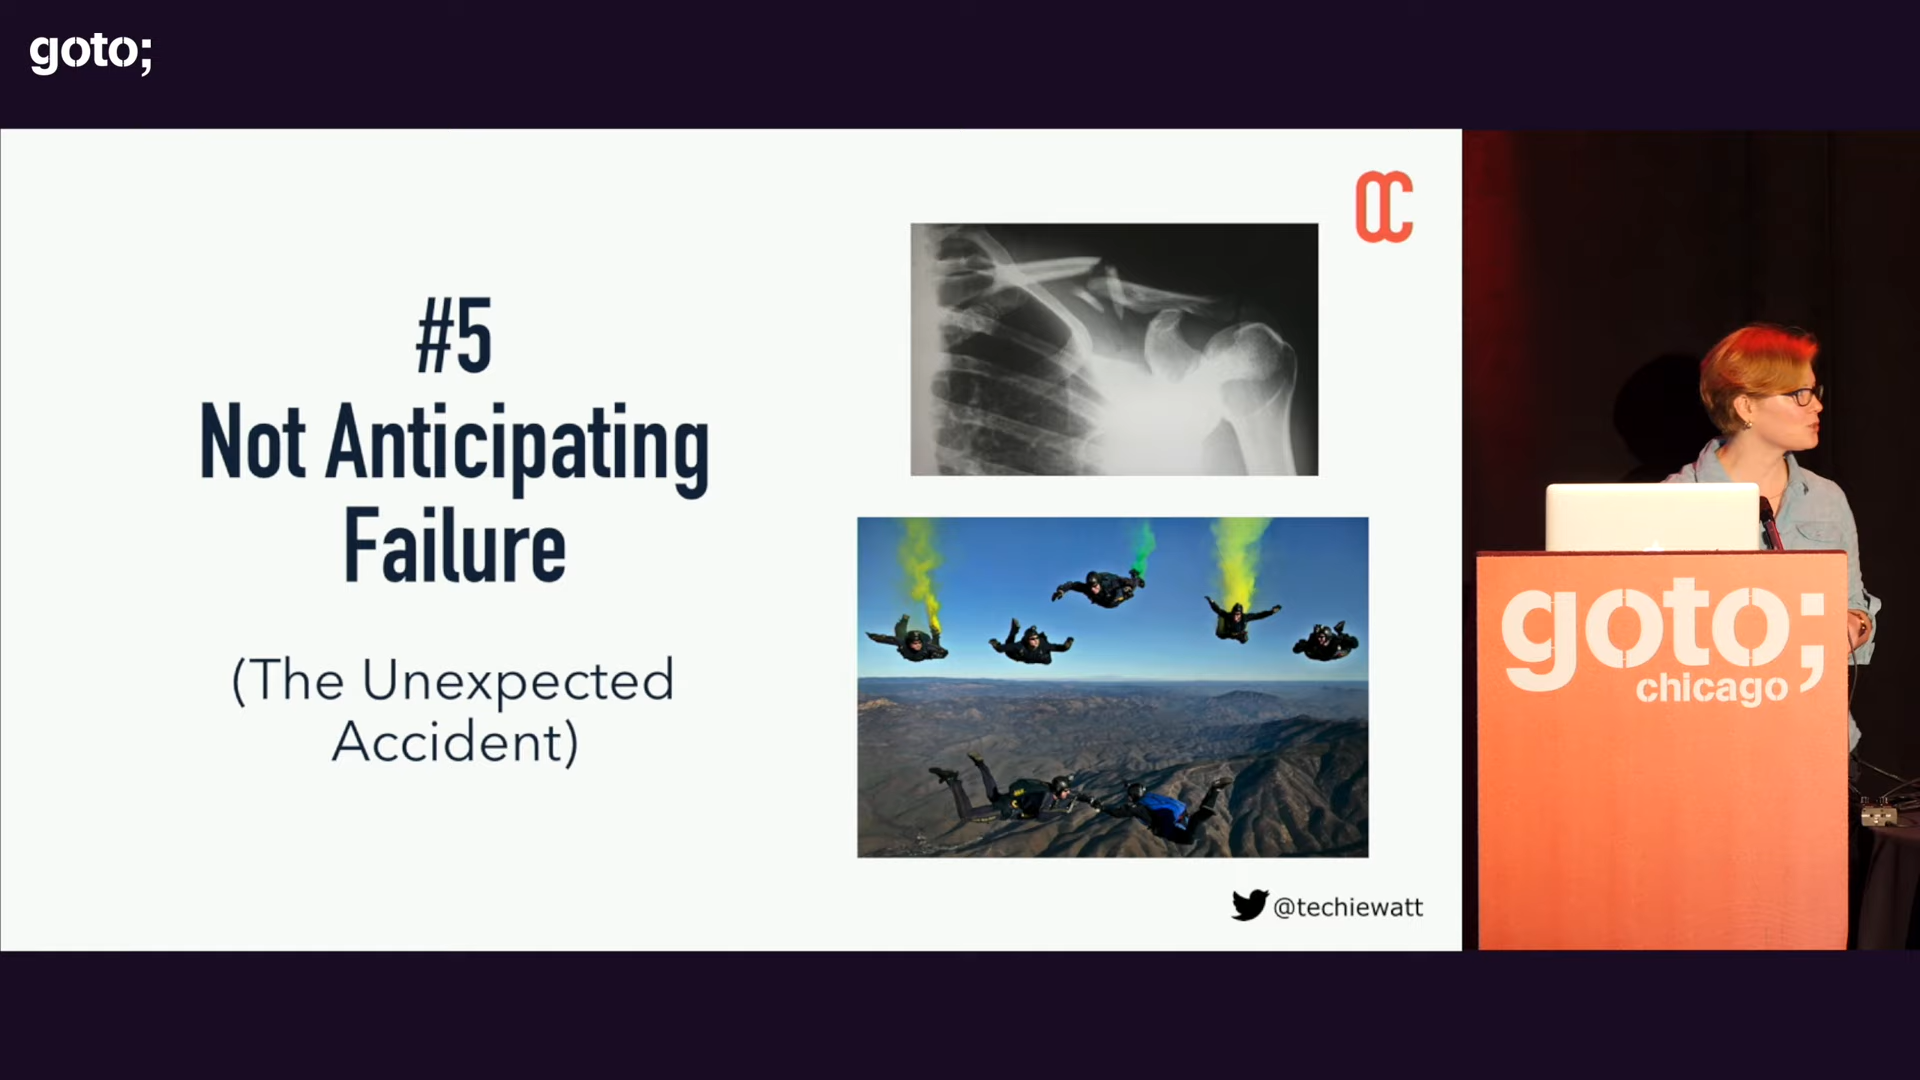 goto;
#5
Not Anticipating
Failure
(The Unexpected
Accident)
@techiewatt
goto;
chicago